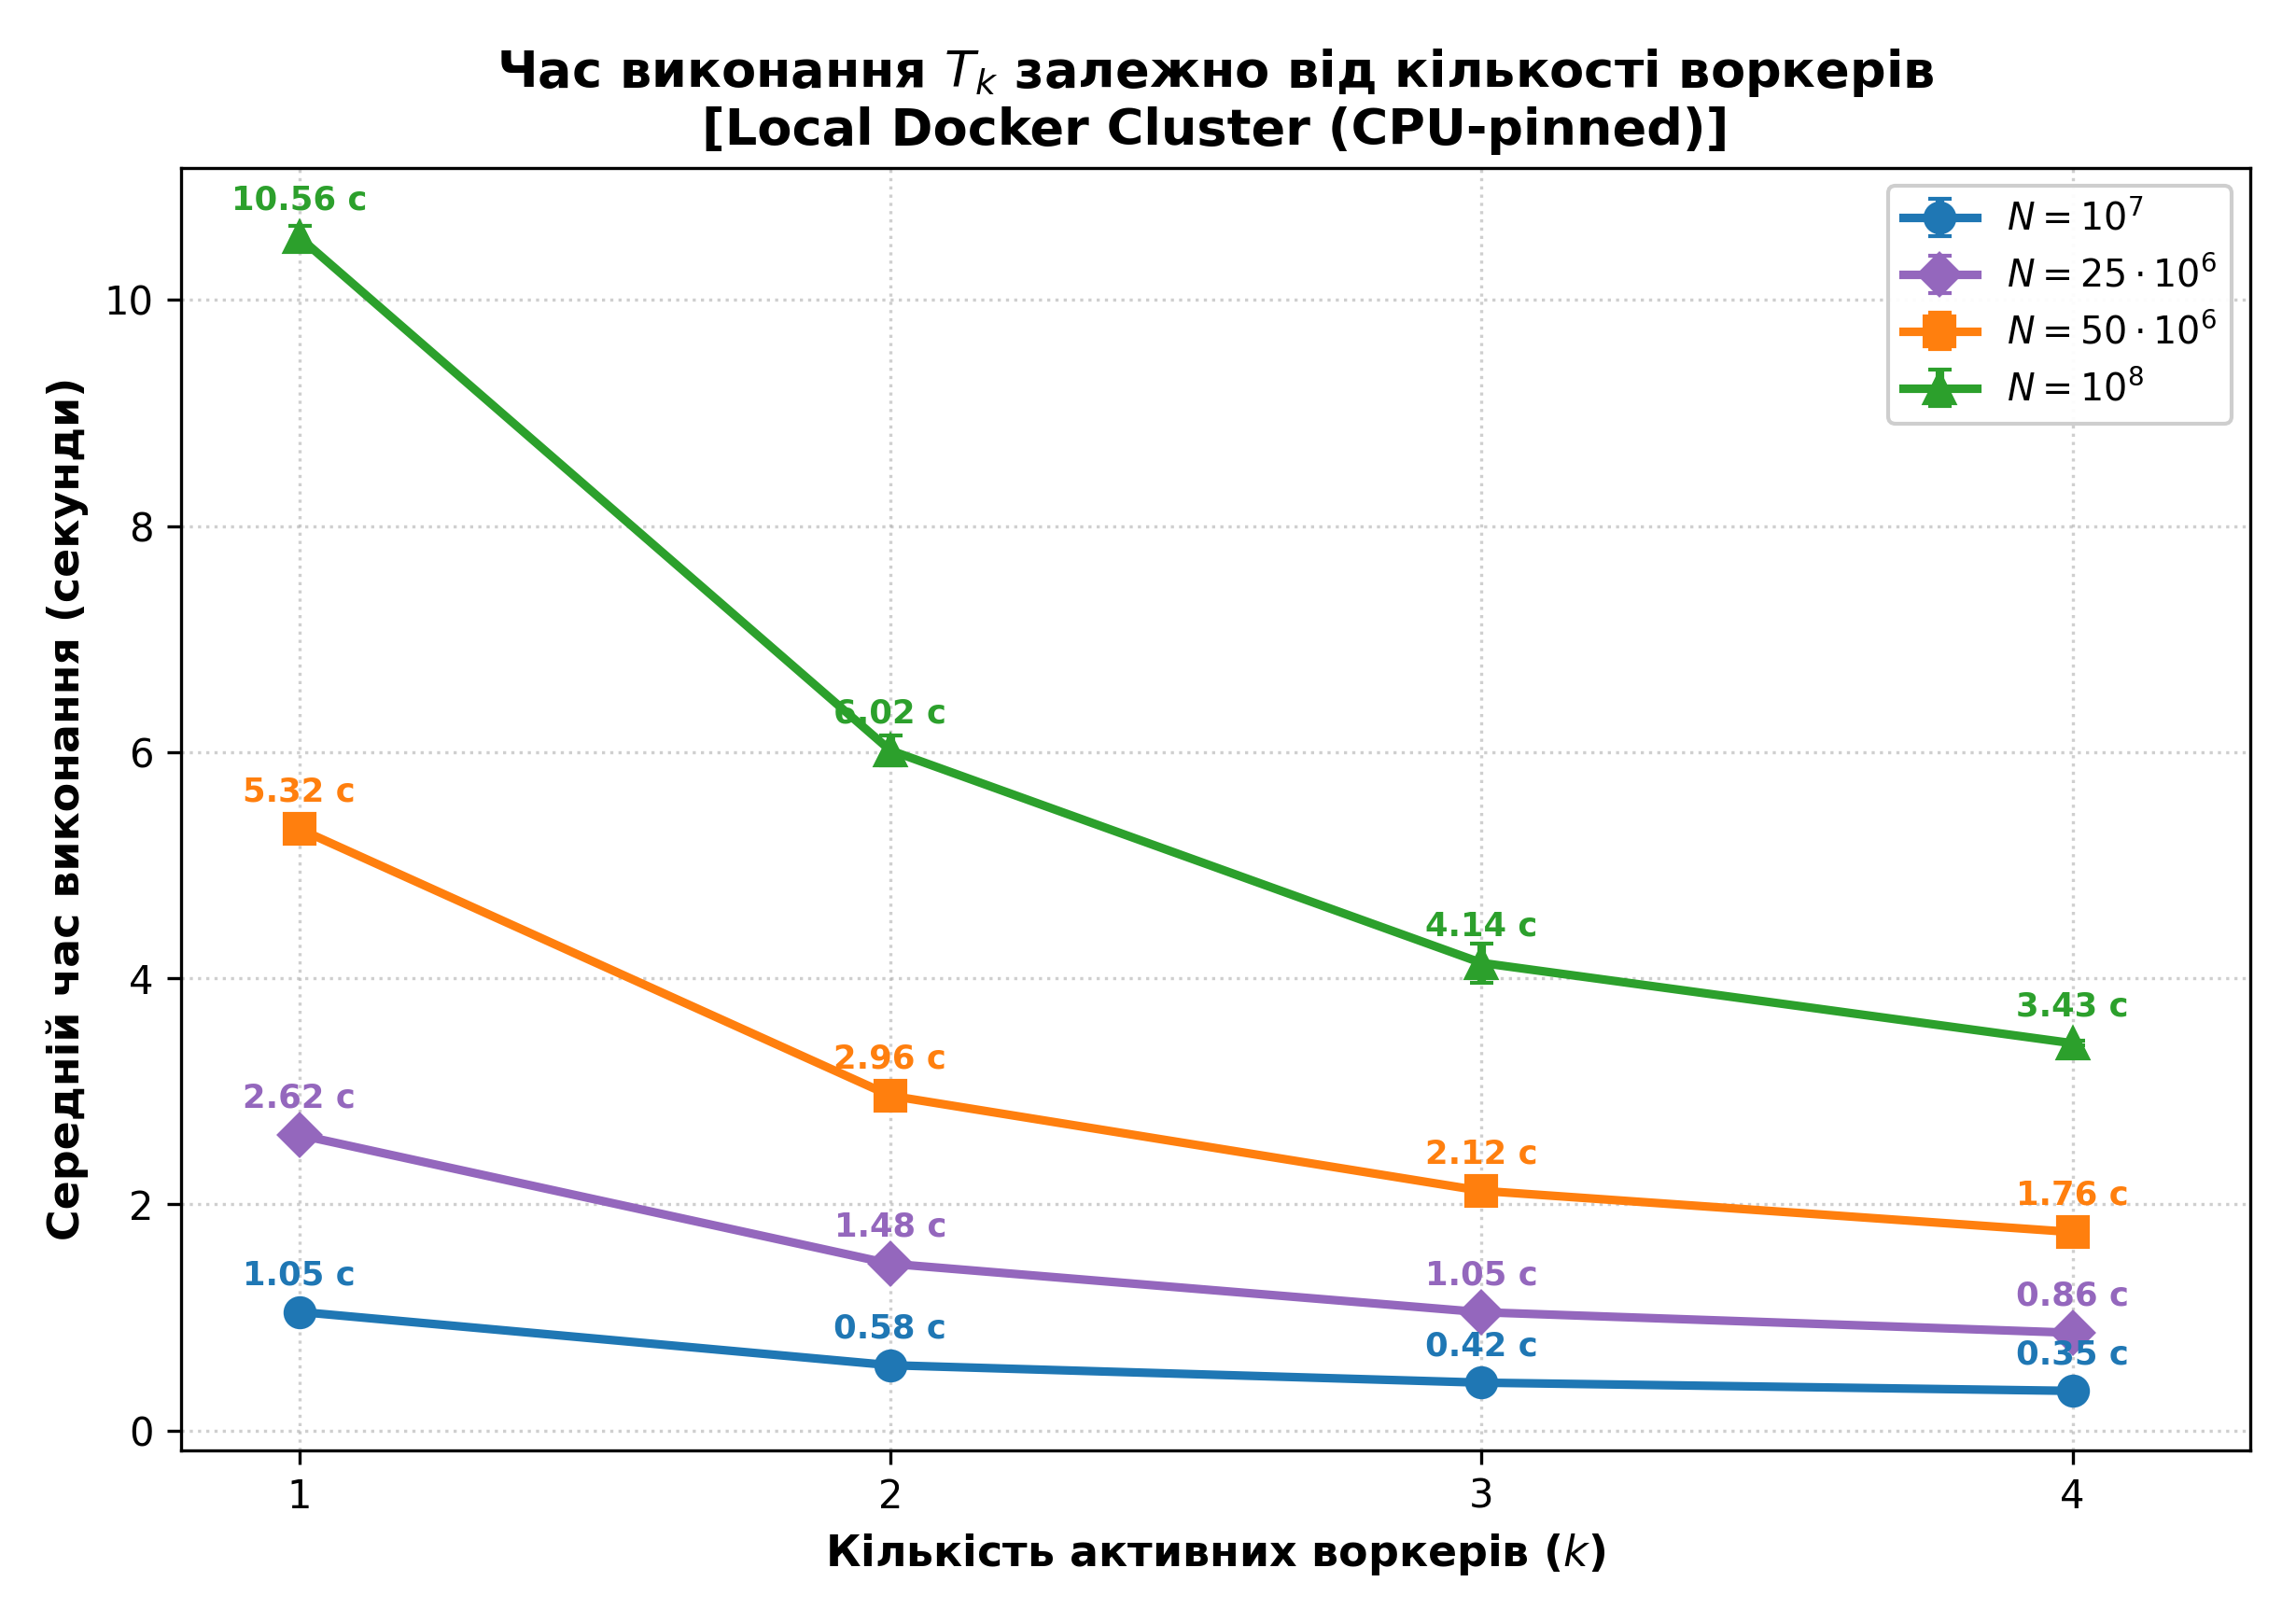 Час виконання T_k залежно від кількості воркерів
[Local Docker Cluster (CPU-pinned)]
Середній час виконання (секунди)
10
8
6
4
2
0
10.56 с
6.02 с
4.14 с
3.43 с
5.32 с
2.96 с
2.12 с
1.76 с
2.62 с
1.48 с
1.05 с
0.86 с
1.05 с
0.58 с
0.42 с
0.35 с
N = 10^7
N = 25 · 10^6
N = 50 · 10^6
N = 10^8
1
2
3
4
Кількість активних воркерів (k)